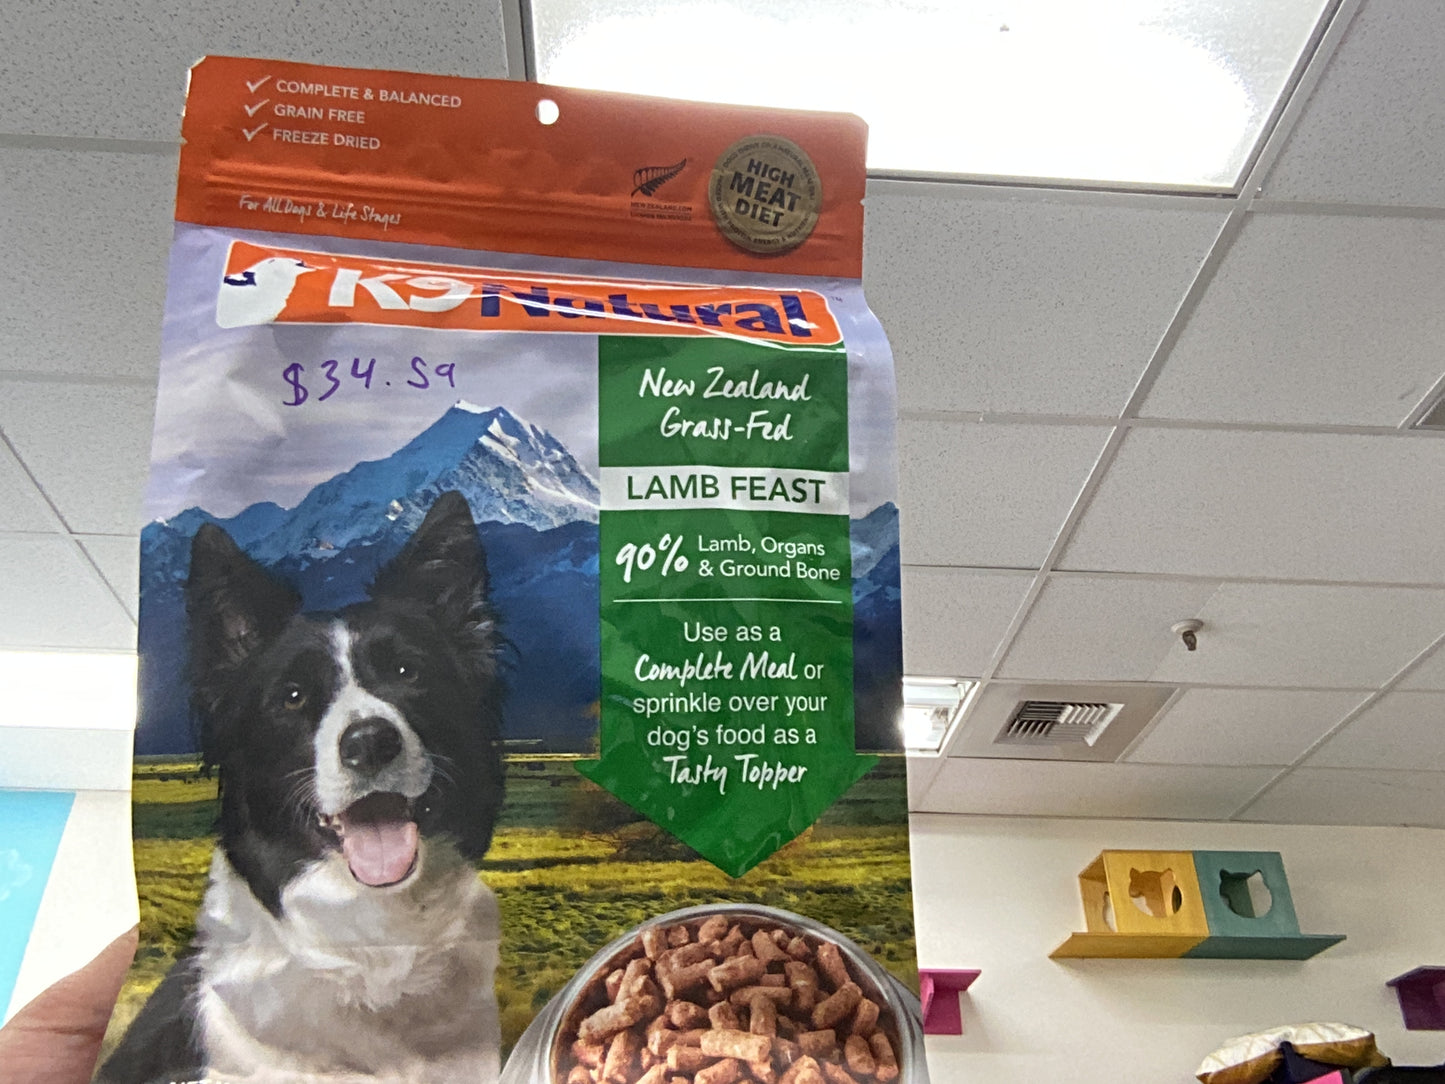 COMPLETE & BALANCED
GRAIN FREE
FREEZE DRIED
For All Dogs & Life Stages
HIGH
MEAT
DIET
K9 Natural
$34.59
New Zealand
Grass-Fed
LAMB FEAST
90% Lamb, Organs
& Ground Bone
Use as a
Complete Meal or
sprinkle over your
dog's food as a
Tasty Topper